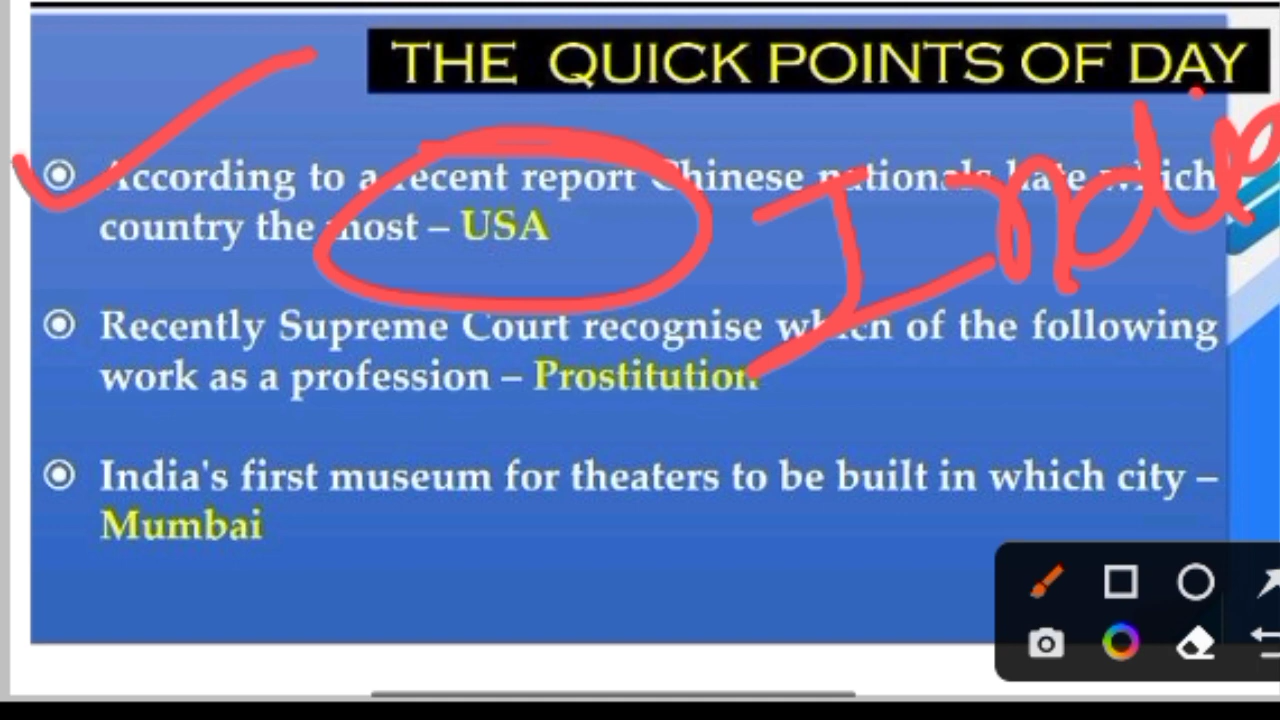 THE QUICK POINTS OF DAY
According to a recent report Chinese nationals hate which
country the most – USA
India
Recently Supreme Court recognise which of the following
work as a profession – Prostitution
India's first museum for theaters to be built in which city –
Mumbai